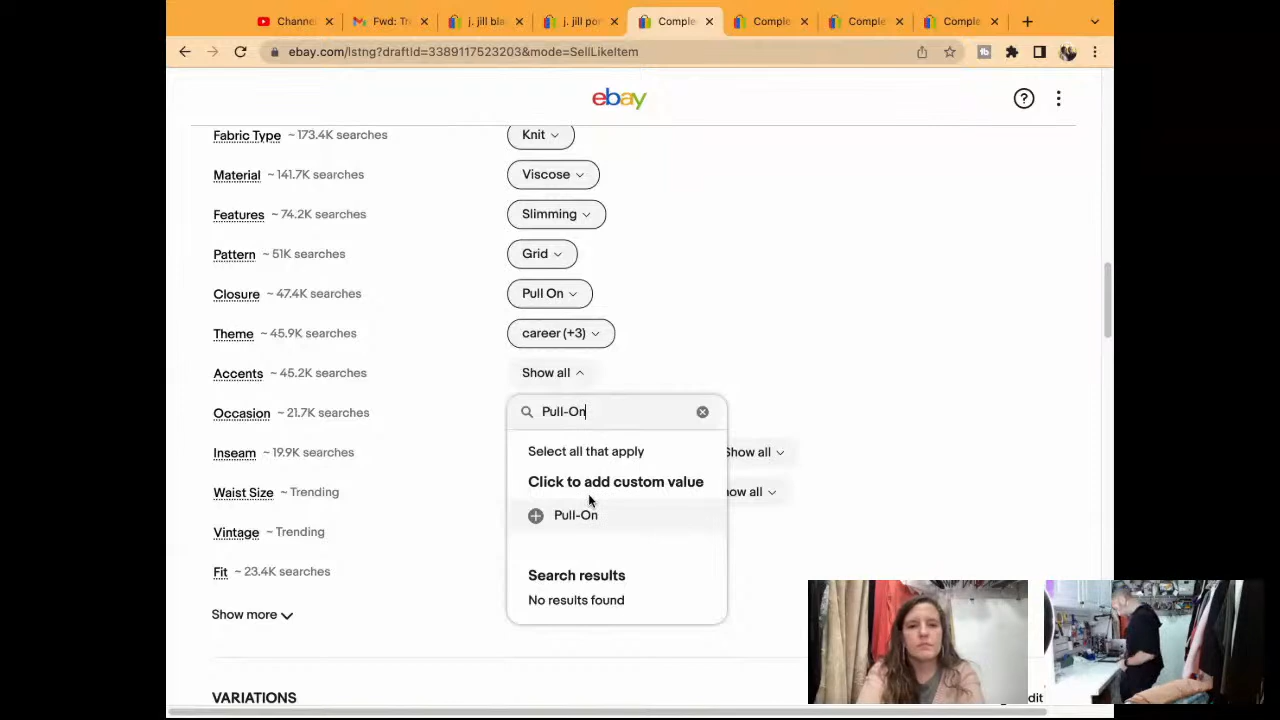 Channel
Fwd: Tr
j. jill bla
j. jill por
Comple
Comple
Comple
Comple
ebay.com/lstng?draftId=3389117523203&mode=SellLikeItem
ebay
Fabric Type ~ 173.4K searches Knit
Material ~ 141.7K searches Viscose
Features ~ 74.2K searches Slimming
Pattern ~ 51K searches Grid
Closure ~ 47.4K searches Pull On
Theme ~ 45.9K searches career (+3)
Accents ~ 45.2K searches Show all
Occasion ~ 21.7K searches Pull-On
Select all that apply
Inseam ~ 19.9K searches Show all
Click to add custom value
Waist Size ~ Trending ow all
Pull-On
Vintage ~ Trending
Fit ~ 23.4K searches
Search results
No results found
Show more
VARIATIONS dit